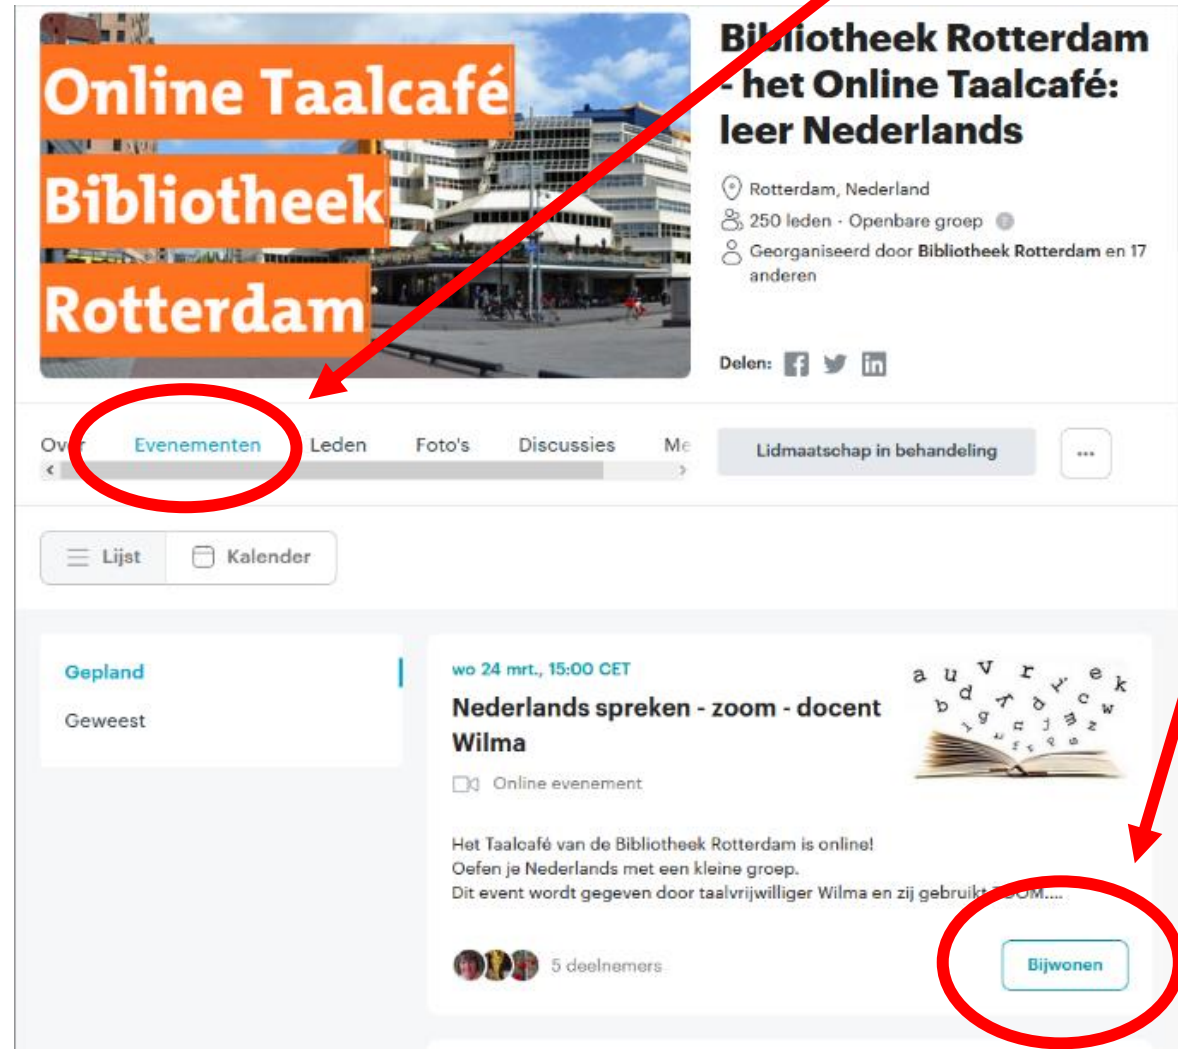 Online Taalcafé
Bibliotheek
Rotterdam
Bibliotheek Rotterdam
- het Online Taalcafé:
leer Nederlands
Rotterdam, Nederland
250 leden · Openbare groep
Georganiseerd door Bibliotheek Rotterdam en 17
anderen
Delen:
Over Evenementen Leden Foto's Discussies Me
Lidmaatschap in behandeling ...
Lijst Kalender
Gepland
Geweest
wo 24 mrt., 15:00 CET
Nederlands spreken - zoom - docent
Wilma
Online evenement
Het Taalcafé van de Bibliotheek Rotterdam is online!
Oefen je Nederlands met een kleine groep.
Dit event wordt gegeven door taalvrijwilliger Wilma en zij gebruikt ZOOM....
5 deelnemers
Bijwonen